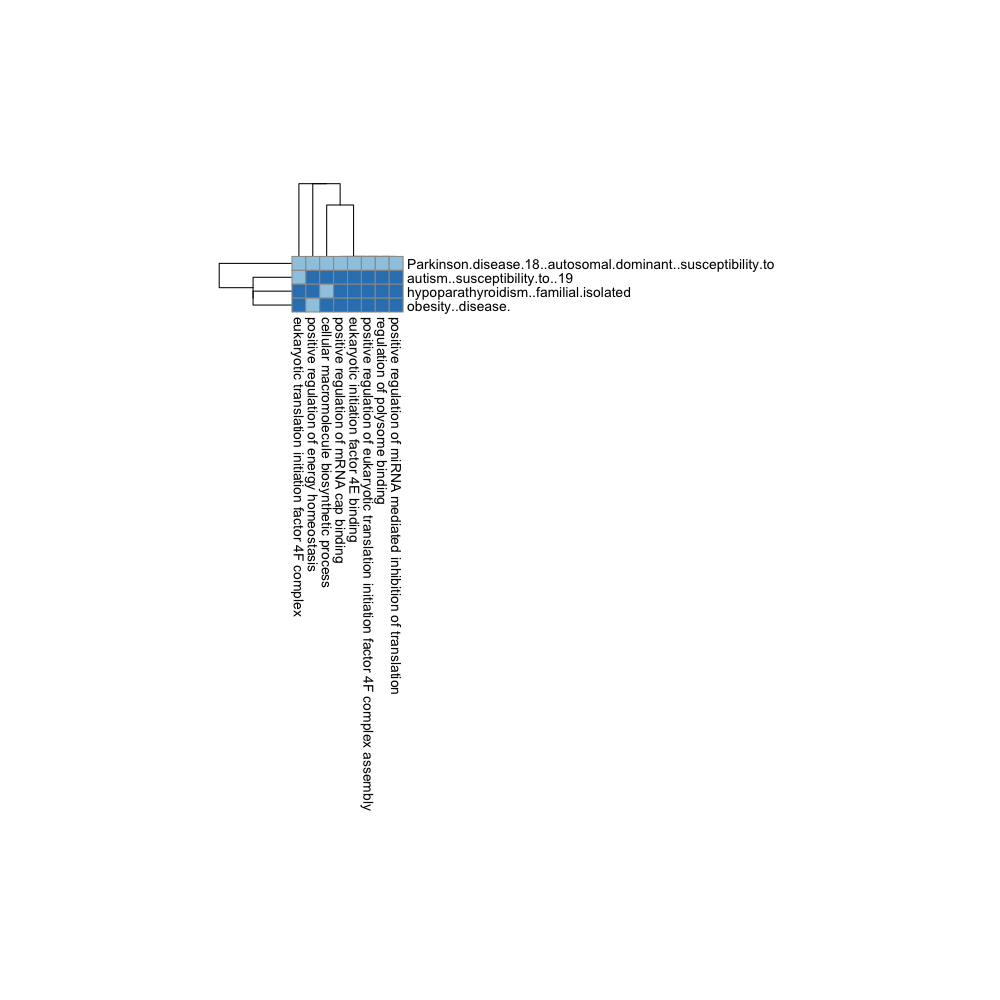 Parkinson.disease.18..autosomal.dominant..susceptibility.to
autism..susceptibility.to..19
hypoparathyroidism..familial.isolated
obesity..disease.
eukaryotic translation initiation factor 4F complex
positive regulation of energy homeostasis
cellular macromolecule biosynthetic process
positive regulation of mRNA cap binding
eukaryotic initiation factor 4E binding
positive regulation of eukaryotic translation initiation factor 4F complex assembly
regulation of polysome binding
positive regulation of miRNA mediated inhibition of translation